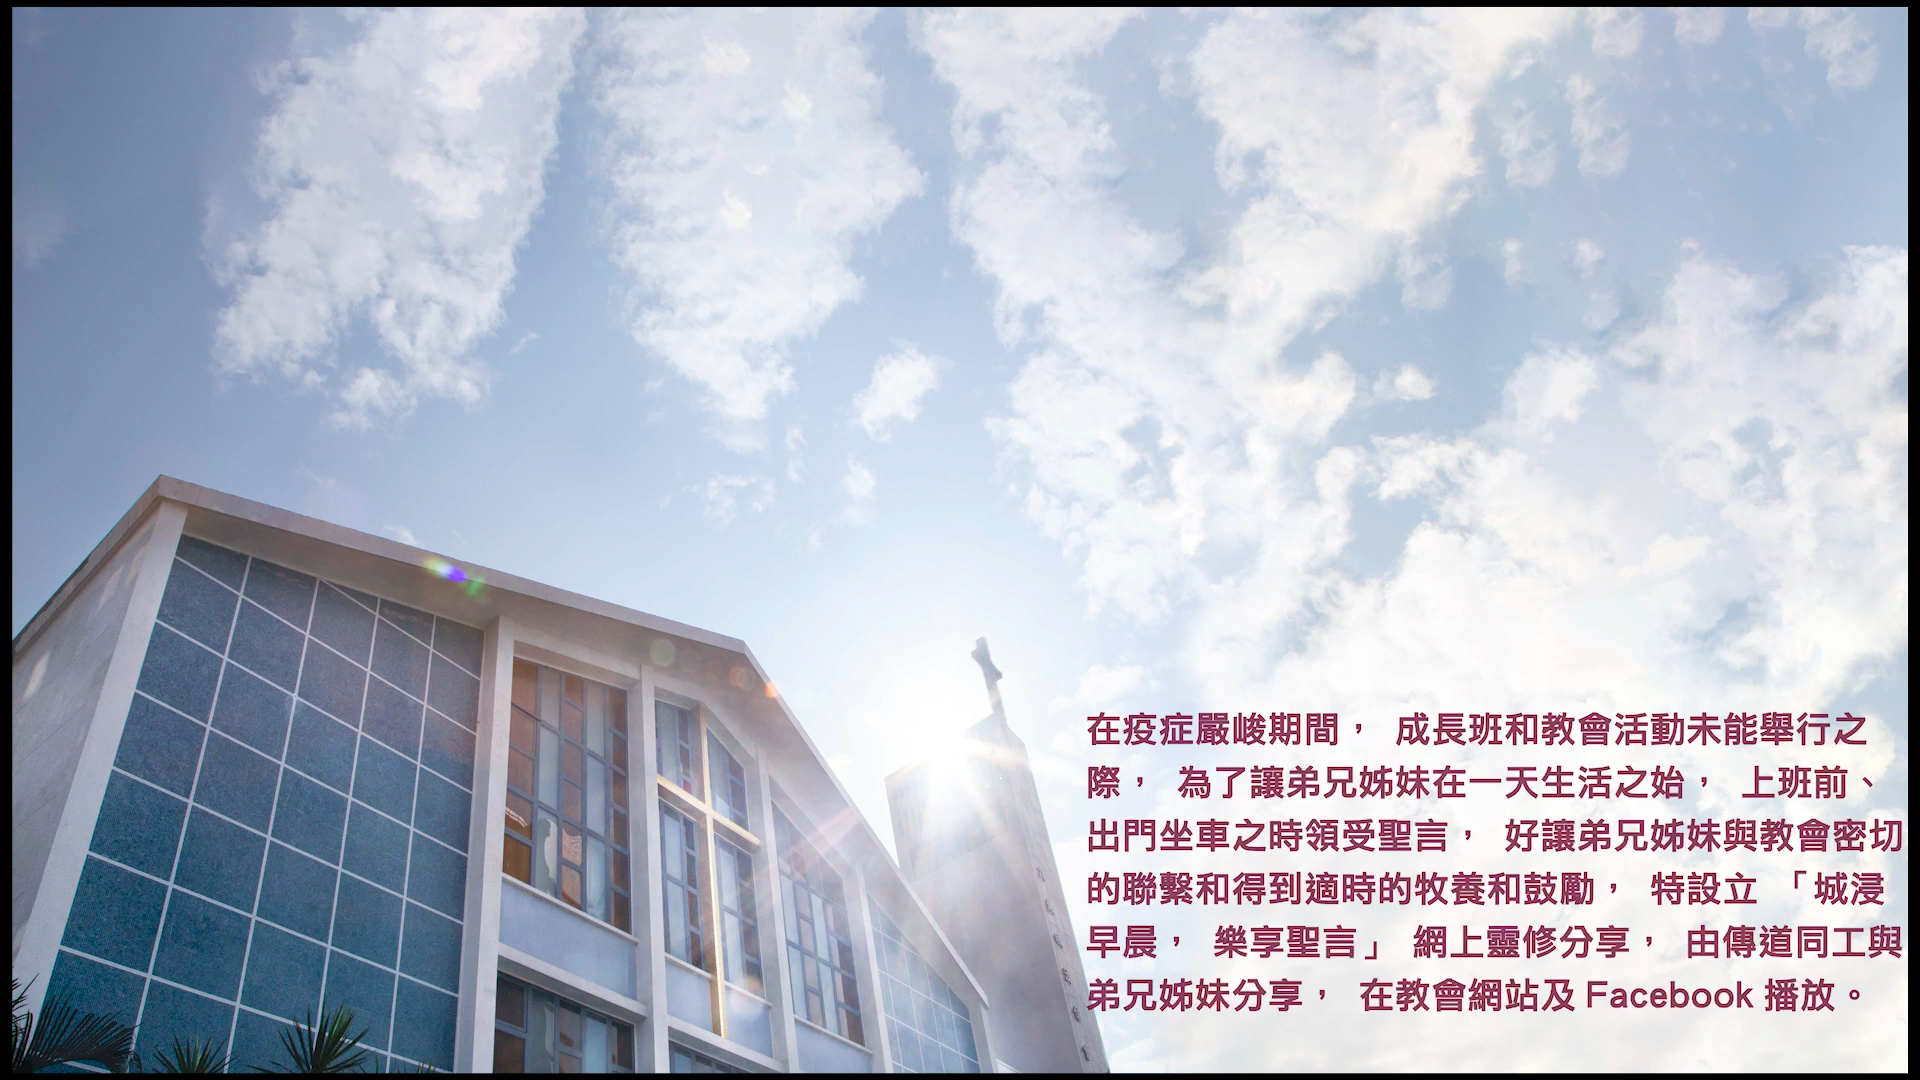 在疫症嚴峻期間， 成長班和教會活動未能舉行之
際， 為了讓弟兄姊妹在一天生活之始， 上班前、
出門坐車之時領受聖言， 好讓弟兄姊妹與教會密切
的聯繫和得到適時的牧養和鼓勵， 特設立 「城浸
早晨， 樂享聖言」 網上靈修分享， 由傳道同工與
弟兄姊妹分享， 在教會網站及 Facebook 播放。